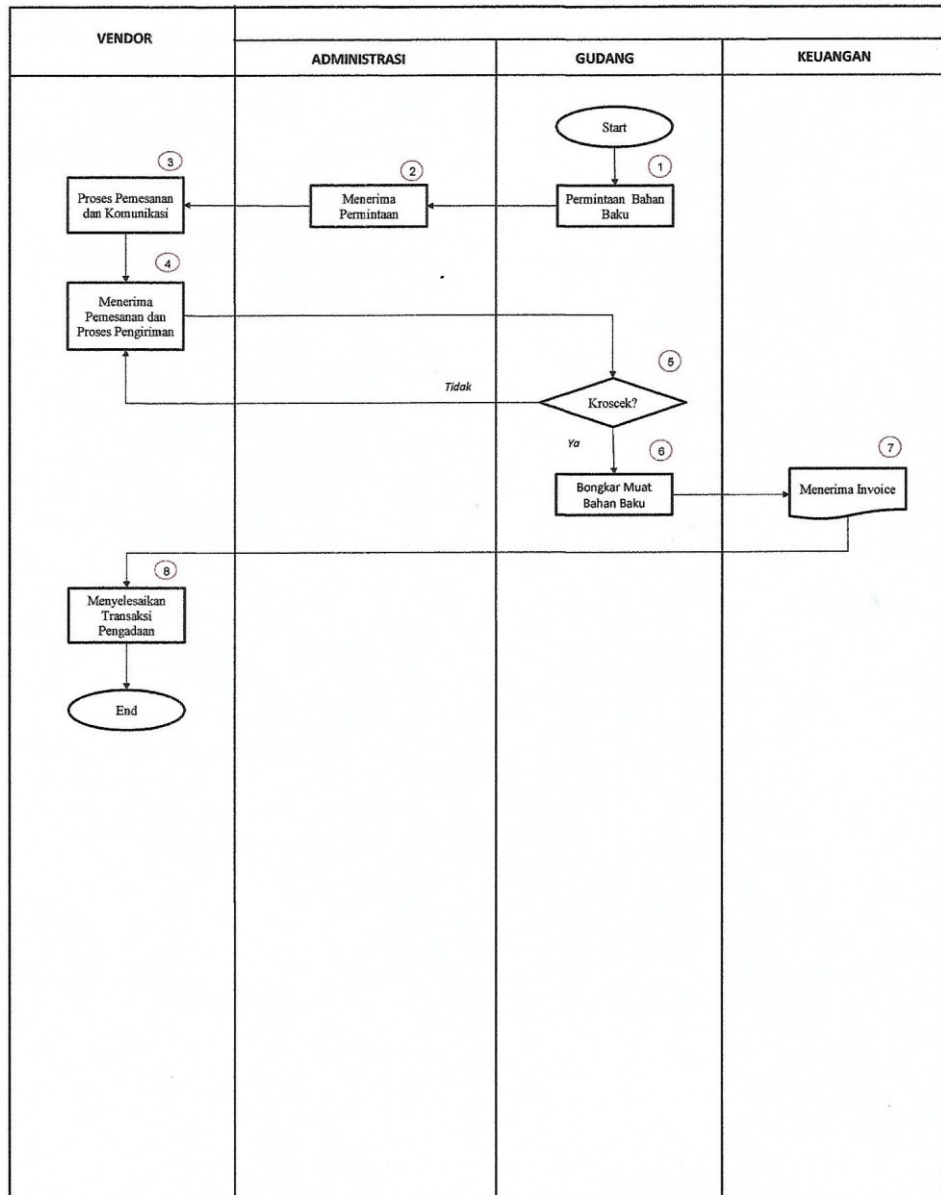 VENDOR
ADMINISTRASI
GUDANG
KEUANGAN
Start
1
Permintaan Bahan
Baku
2
Menerima
Permintaan
3
Proses Pemesanan
dan Komunikasi
4
Menerima
Pemesanan dan
Proses Pengiriman
5
Kroscek?
Tidak
Ya
6
Bongkar Muat
Bahan Baku
7
Menerima Invoice
8
Menyelesaikan
Transaksi
Pengadaan
End